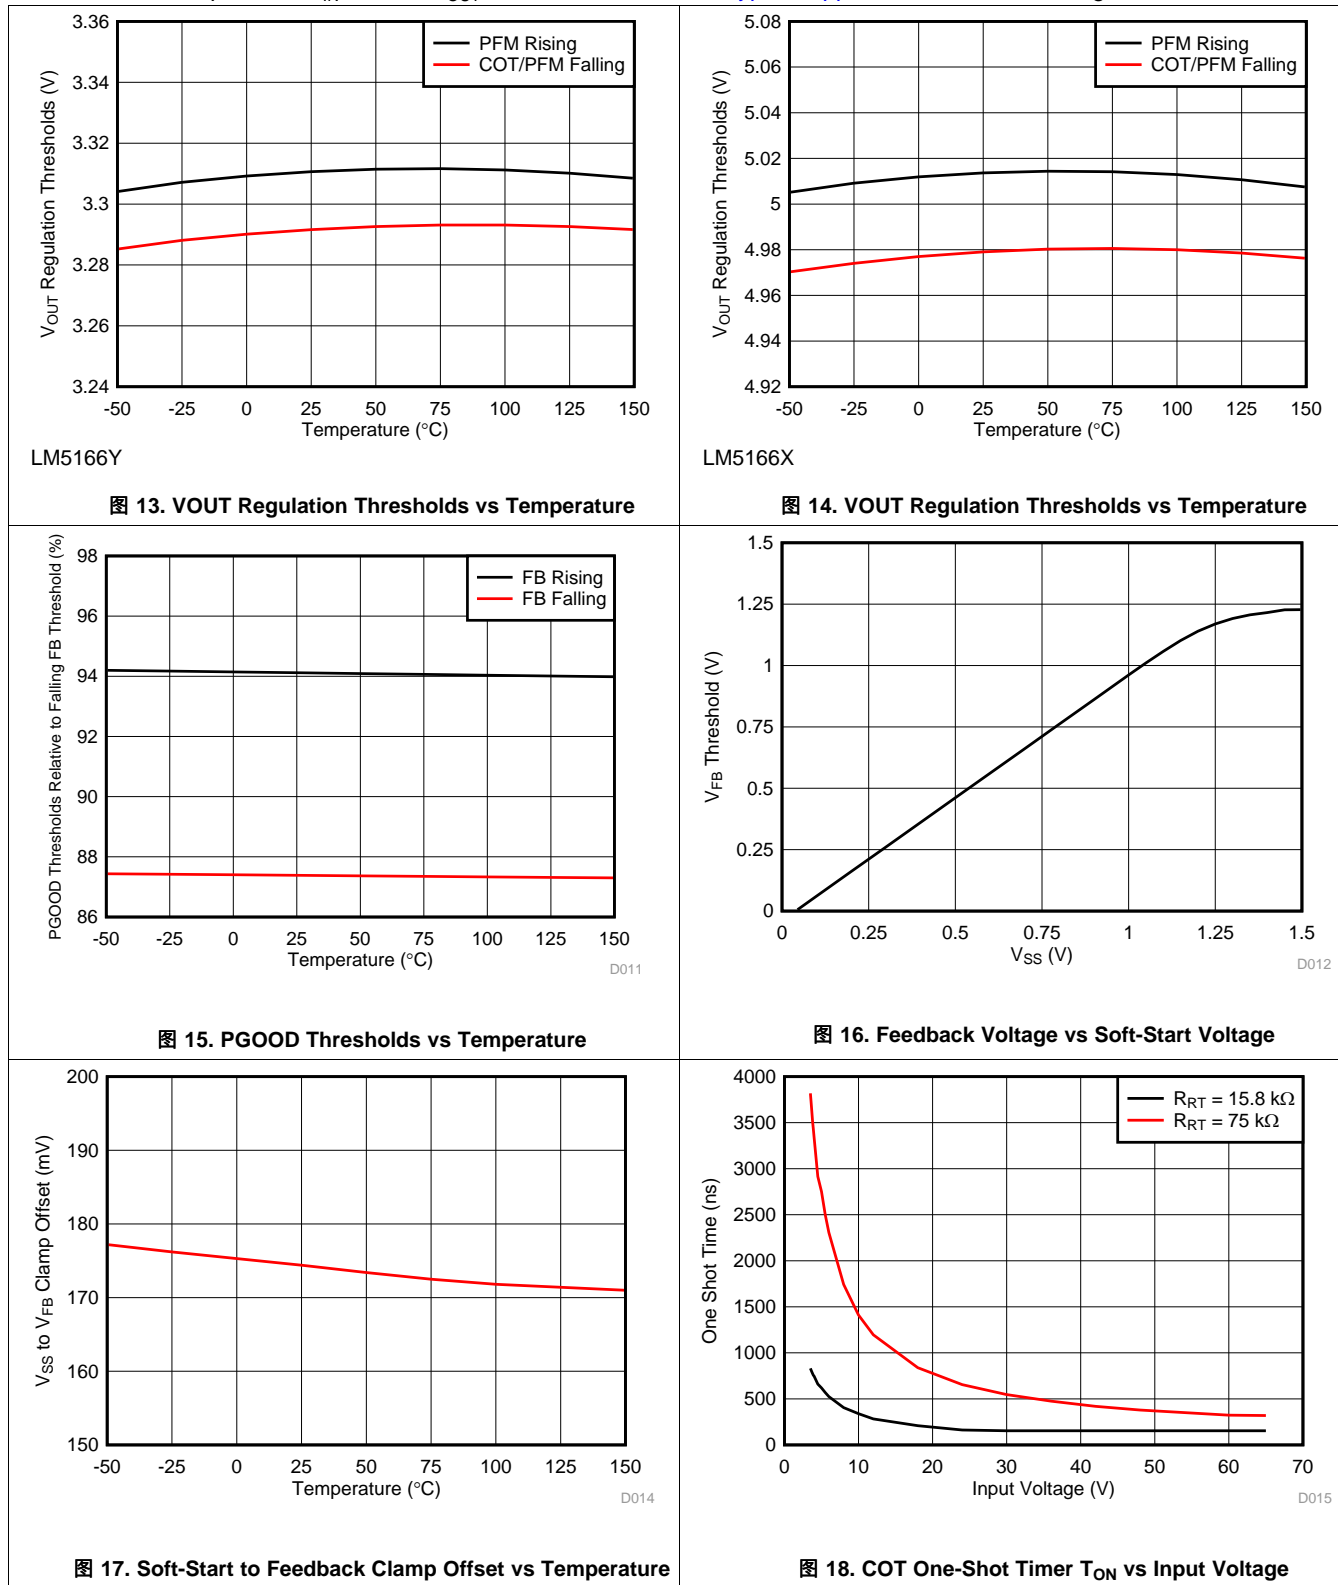 3.36
3.34
3.32
3.3
3.28
3.26
3.24
-50 -25 0 25 50 75 100 125 150
Temperature (°C)
VOUT Regulation Thresholds (V)
PFM Rising
COT/PFM Falling
LM5166Y
图 13. VOUT Regulation Thresholds vs Temperature
5.08
5.06
5.04
5.02
5
4.98
4.96
4.94
4.92
-50 -25 0 25 50 75 100 125 150
Temperature (°C)
VOUT Regulation Thresholds (V)
PFM Rising
COT/PFM Falling
LM5166X
图 14. VOUT Regulation Thresholds vs Temperature
98
96
94
92
90
88
86
-50 -25 0 25 50 75 100 125 150
Temperature (°C)
PGOOD Thresholds Relative to Falling FB Threshold (%)
FB Rising
FB Falling
D011
图 15. PGOOD Thresholds vs Temperature
1.5
1.25
1
0.75
0.5
0.25
0
0 0.25 0.5 0.75 1 1.25 1.5
VSS (V)
VFB Threshold (V)
D012
图 16. Feedback Voltage vs Soft-Start Voltage
200
190
180
170
160
150
-50 -25 0 25 50 75 100 125 150
Temperature (°C)
VSS to VFB Clamp Offset (mV)
D014
图 17. Soft-Start to Feedback Clamp Offset vs Temperature
4000
3500
3000
2500
2000
1500
1000
500
0
0 10 20 30 40 50 60 70
Input Voltage (V)
One Shot Time (ns)
RRT = 15.8 kΩ
RRT = 75 kΩ
D015
图 18. COT One-Shot Timer TON vs Input Voltage